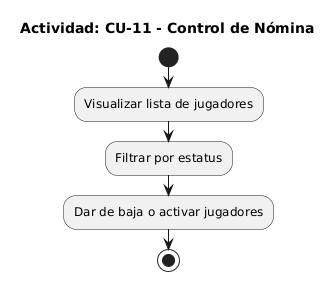 Actividad: CU-11 - Control de Nómina
Visualizar lista de jugadores
Filtrar por estatus
Dar de baja o activar jugadores